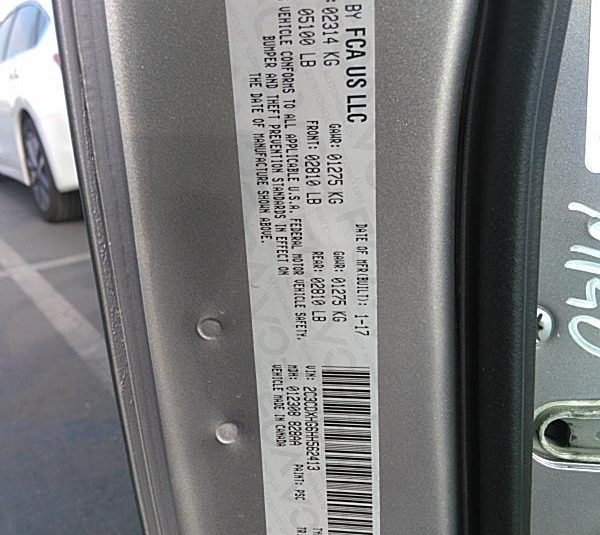 BY FCA US LLC
DATE OF MFR(BUILT): 1-17
: 02314 KG
GAWR: 01275 KG
GAWR: 01275 KG
05100 LB
FRONT: 02810 LB
REAR: 02810 LB
VEHICLE CONFORMS TO ALL APPLICABLE U.S.A. FEDERAL MOTOR VEHICLE SAFETY,
BUMPER AND THEFT PREVENTION STANDARDS IN EFFECT ON
THE DATE OF MANUFACTURE SHOWN ABOVE.
VIN: 2C3CDXHG6HH562413
MDH: 012308 828AA
PAINT: PSC
VEHICLE MADE IN CANADA